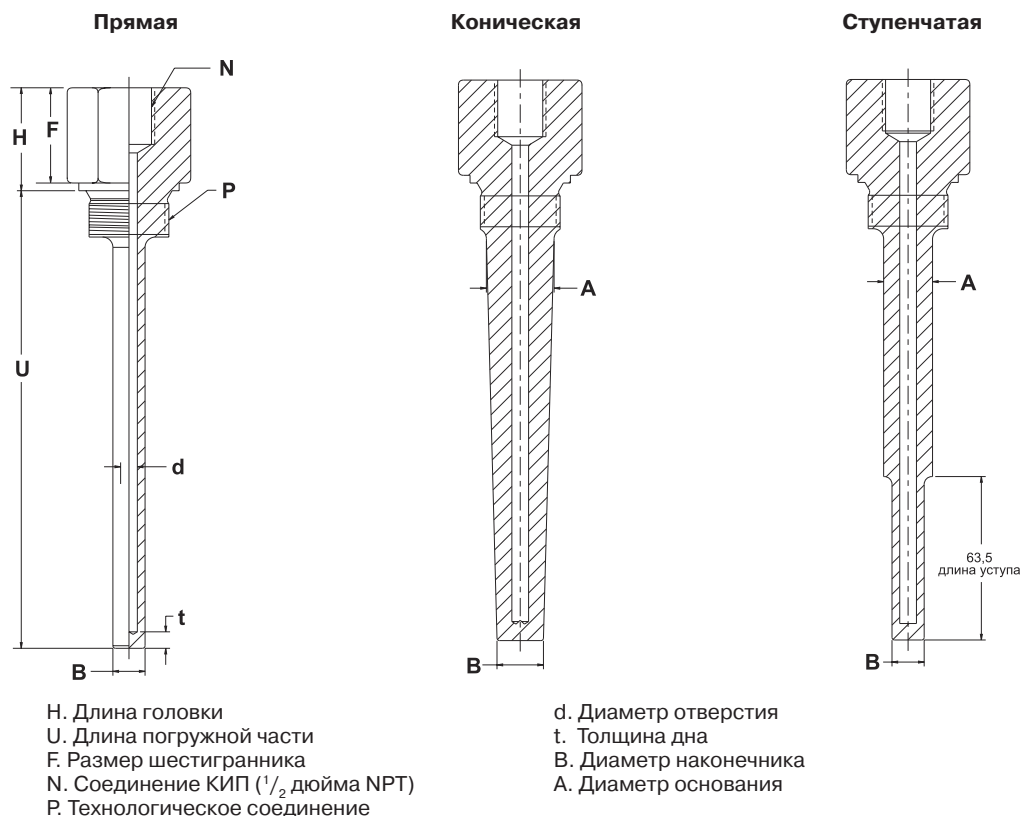 Прямая
Коническая
Ступенчатая
N
H
F
P
A
A
U
d
63,5
длина уступа
t
B
B
B
H. Длина головки
U. Длина погружной части
F. Размер шестигранника
N. Соединение КИП (1/2 дюйма NPT)
P. Технологическое соединение
d. Диаметр отверстия
t. Толщина дна
B. Диаметр наконечника
A. Диаметр основания